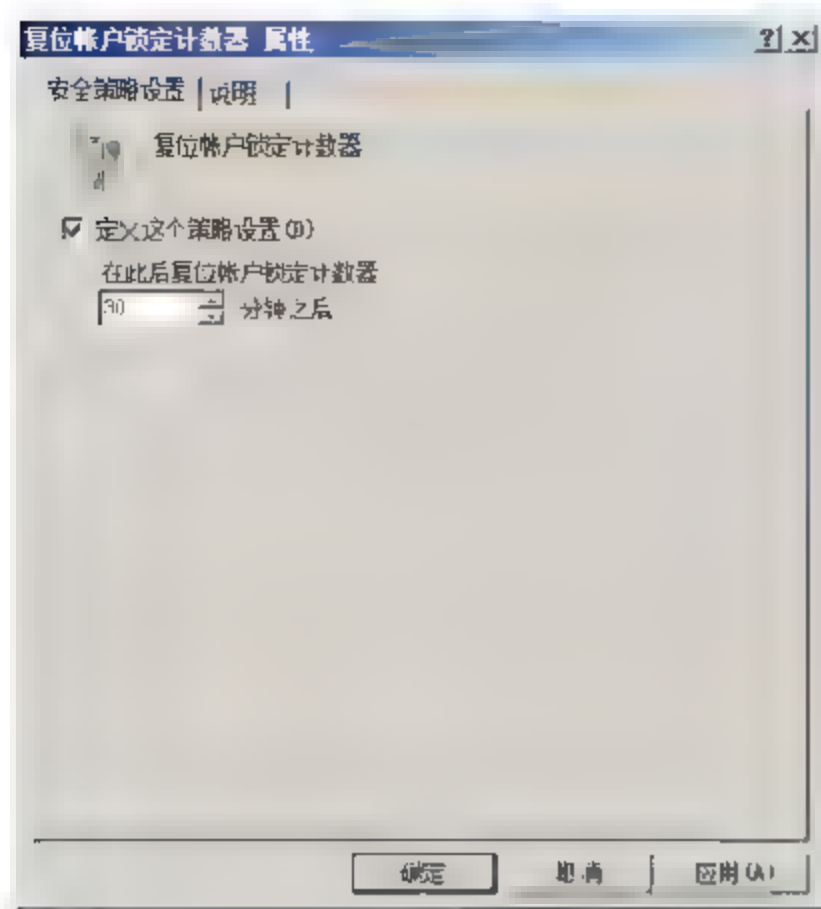 复位帐户锁定计数器 属性
安全策略设置 说明
复位帐户锁定计数器
定义这个策略设置(D)
在此后复位帐户锁定计数器
30 分钟之后
确定 取消 应用(A)